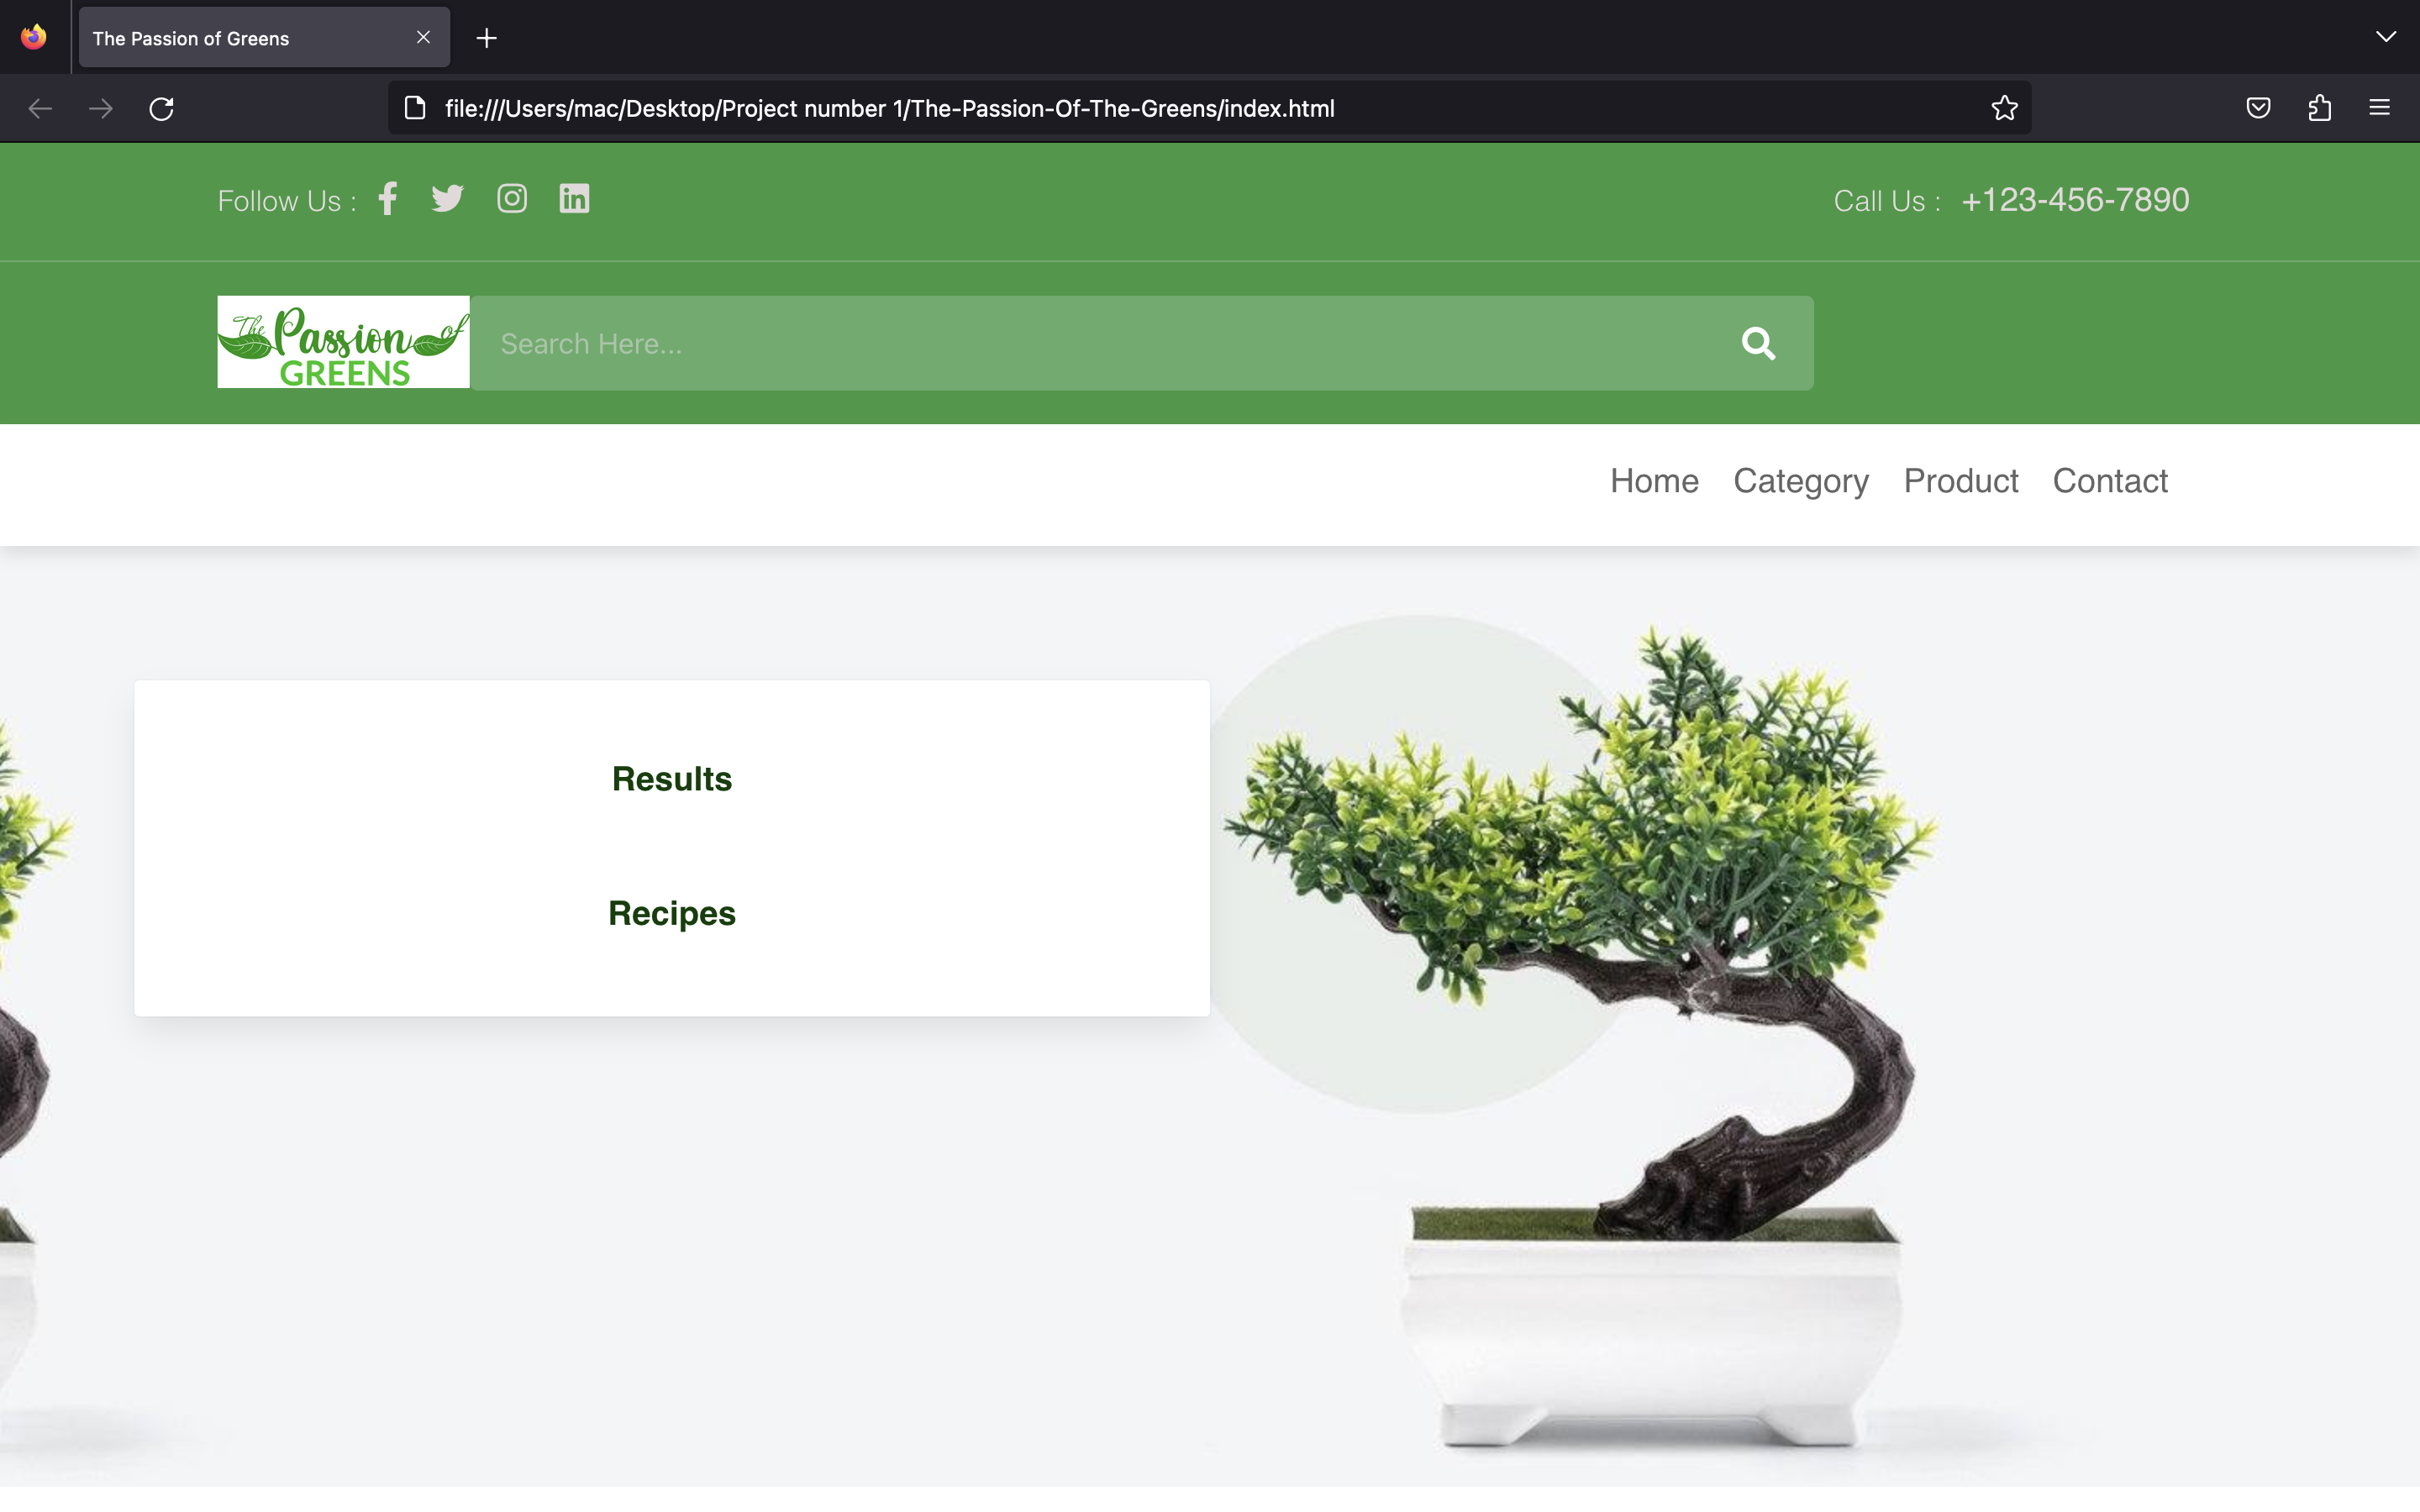 The Passion of Greens
file:///Users/mac/Desktop/Project number 1/The-Passion-Of-The-Greens/index.html
Follow Us :
Call Us : +123-456-7890
The Passion of
GREENS
Search Here...
Home Category Product Contact
Results
Recipes